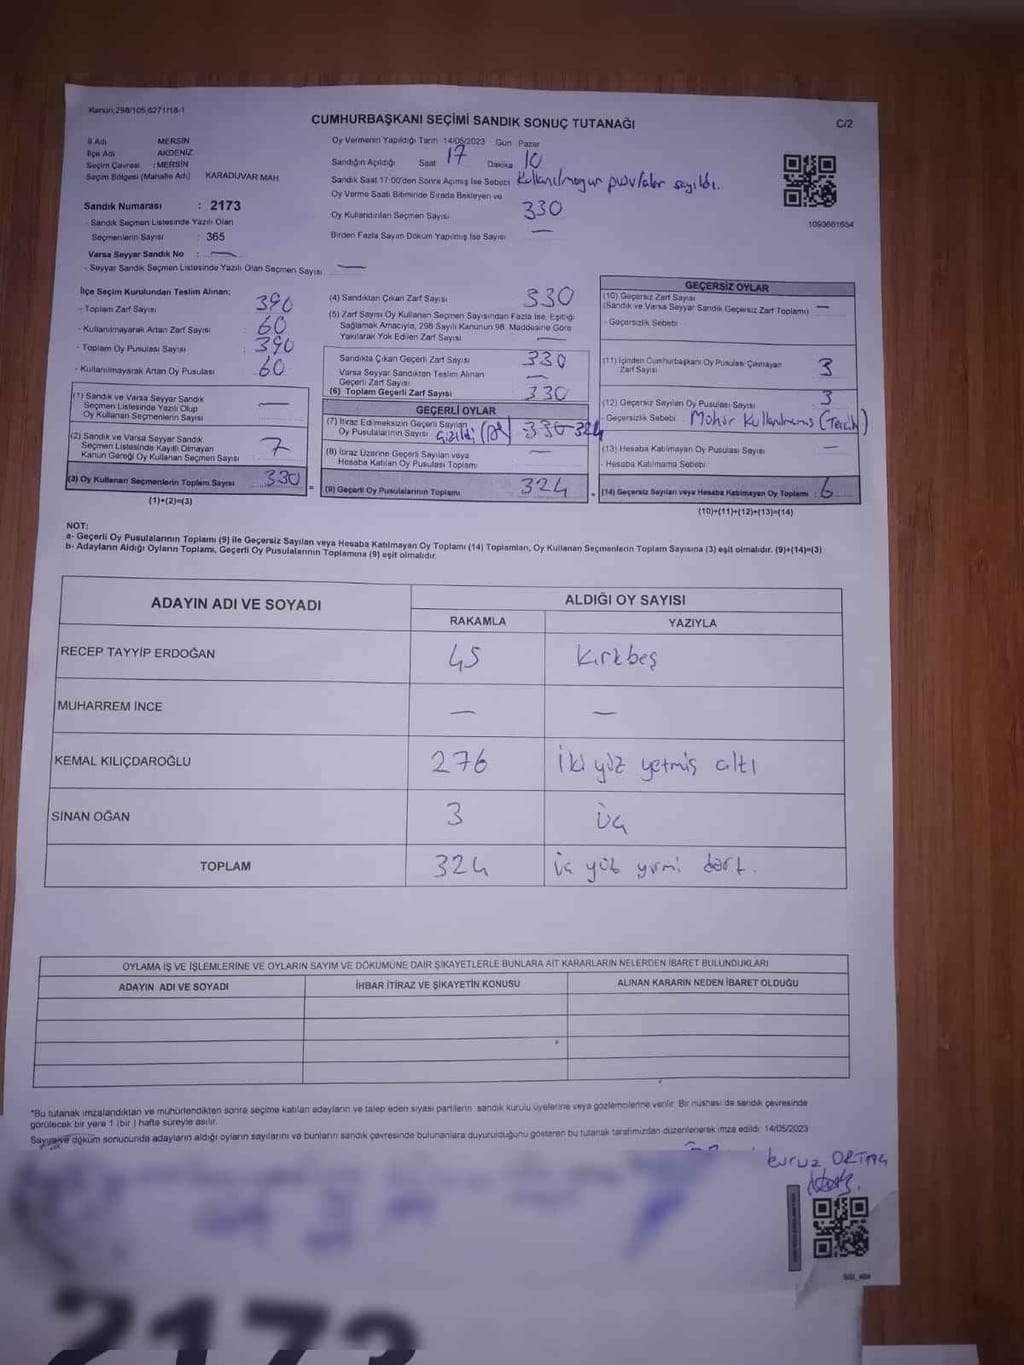 Kanun;298/105,6271/18-1
CUMHURBAŞKANI SEÇİMİ SANDIK SONUÇ TUTANAĞI
C/2
İl Adı MERSİN
İlçe Adı AKDENİZ
Seçim Çevresi : MERSİN
Seçim Bölgesi (Mahalle Adı) KARADUVAR MAH
Sandık Numarası : 2173
- Sandık Seçmen Listesinde Yazılı Olan
Seçmenlerin Sayısı : 365
Varsa Seyyar Sandık No : —
- Seyyar Sandık Seçmen Listesinde Yazılı Olan Seçmen Sayısı —
Oy Vermenin Yapıldığı Tarih 14/05/2023 Gün Pazar
Sandığın Açıldığı Saat 17 Dakika 10
Sandık Saat 17:00'den Sonra Açılmış İse Sebebi Kullanılmayan pusulalar sayıldı.
Oy Verme Saati Bitiminde Sırada Bekleyen ve
Oy Kullandırılan Seçmen Sayısı 330
Birden Fazla Sayım Döküm Yapılmış İse Sayısı —
1093661654
İlçe Seçim Kurulundan Teslim Alınan;
- Toplam Zarf Sayısı : 390
- Kullanılmayarak Artan Zarf Sayısı : 60
- Toplam Oy Pusulası Sayısı : 390
- Kullanılmayarak Artan Oy Pusulası : 60
(1) Sandık ve Varsa Seyyar Sandık
Seçmen Listesinde Yazılı Olup
Oy Kullanan Seçmenlerin Sayısı —
(2) Sandık ve Varsa Seyyar Sandık
Seçmen Listesinde Kayıtlı Olmayan
Kanun Gereği Oy Kullanan Seçmen Sayısı 7
(3) Oy Kullanan Seçmenlerin Toplam Sayısı 330
(1)+(2)=(3)
=
(4) Sandıktan Çıkan Zarf Sayısı 330
(5) Zarf Sayısı Oy Kullanan Seçmen Sayısından Fazla İse, Eşitliği
Sağlamak Amacıyla, 298 Sayılı Kanunun 98. Maddesine Göre
Yakılarak Yok Edilen Zarf Sayısı —
Sandıkta Çıkan Geçerli Zarf Sayısı 330
Varsa Seyyar Sandıktan Teslim Alınan
Geçerli Zarf Sayısı —
(6) Toplam Geçerli Zarf Sayısı 330
GEÇERLİ OYLAR
(7) İtiraz Edilmeksizin Geçerli Sayılan
Oy Pusulalarının Sayısı çizildi 330 324
(8) İtiraz Üzerine Geçerli Sayılan veya
Hesaba Katılan Oy Pusulası Toplamı —
(9) Geçerli Oy Pusulalarının Toplamı 324
+
GEÇERSİZ OYLAR
(10) Geçersiz Zarf Sayısı
(Sandık ve Varsa Seyyar Sandık Geçersiz Zarf Toplamı) —
- Geçersizlik Sebebi :
(11) İçinden Cumhurbaşkanı Oy Pusulası Çıkmayan
Zarf Sayısı 3
(12) Geçersiz Sayılan Oy Pusulası Sayısı 3
- Geçersizlik Sebebi : Mühür Kullanılmamış (Tercih)
(13) Hesaba Katılmayan Oy Pusulası Sayısı —
- Hesaba Katılmama Sebebi :
(14) Geçersiz Sayılan veya Hesaba Katılmayan Oy Toplamı : 6
(10)+(11)+(12)+(13)=(14)
NOT:
a- Geçerli Oy Pusulalarının Toplamı (9) ile Geçersiz Sayılan veya Hesaba Katılmayan Oy Toplamı (14) Toplamları, Oy Kullanan Seçmenlerin Toplam Sayısına (3) eşit olmalıdır. (9)+(14)=(3)
b- Adayların Aldığı Oyların Toplamı, Geçerli Oy Pusulalarının Toplamına (9) eşit olmalıdır.
ADAYIN ADI VE SOYADI
ALDIĞI OY SAYISI
RAKAMLA YAZIYLA
RECEP TAYYİP ERDOĞAN 45 Kırkbeş
MUHARREM İNCE — —
KEMAL KILIÇDAROĞLU 276 İki yüz yetmiş altı
SİNAN OĞAN 3 üç
TOPLAM 324 üç yüz yirmi dört.
OYLAMA İŞ VE İŞLEMLERİNE VE OYLARIN SAYIM VE DÖKÜMÜNE DAİR ŞİKAYETLERLE BUNLARA AİT KARARLARIN NELERDEN İBARET BULUNDUKLARI
ADAYIN ADI VE SOYADI İHBAR İTİRAZ VE ŞİKAYETİN KONUSU ALINAN KARARIN NEDEN İBARET OLDUĞU
*Bu tutanak imzalandıktan ve mühürlendikten sonra seçime katılan adayların ve talep eden siyasi partilerin sandık kurulu üyelerine veya gözlemcilerine verilir. Bir nüshası da sandık çevresinde
görülecek bir yere 1 (bir) hafta süreyle asılır.
Sayım ve döküm sonucunda adayların aldığı oyların sayılarını ve bunların sandık çevresinde bulunanlara duyurulduğunu gösteren bu tutanak tarafımızdan düzenlenerek imza edildi. 14/05/2023
2173